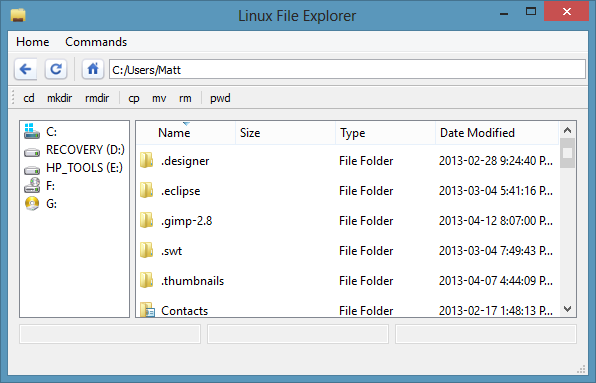 Linux File Explorer
Home Commands
C:/Users/Matt
cd mkdir rmdir cp mv rm pwd
C:
RECOVERY (D:)
HP_TOOLS (E:)
F:
G:
Name Size Type Date Modified
.designer File Folder 2013-02-28 9:24:40 P...
.eclipse File Folder 2013-03-04 5:41:16 P...
.gimp-2.8 File Folder 2013-04-12 8:07:00 P...
.swt File Folder 2013-03-04 7:49:43 P...
.thumbnails File Folder 2013-04-07 4:44:09 P...
Contacts File Folder 2013-02-17 1:48:13 P...